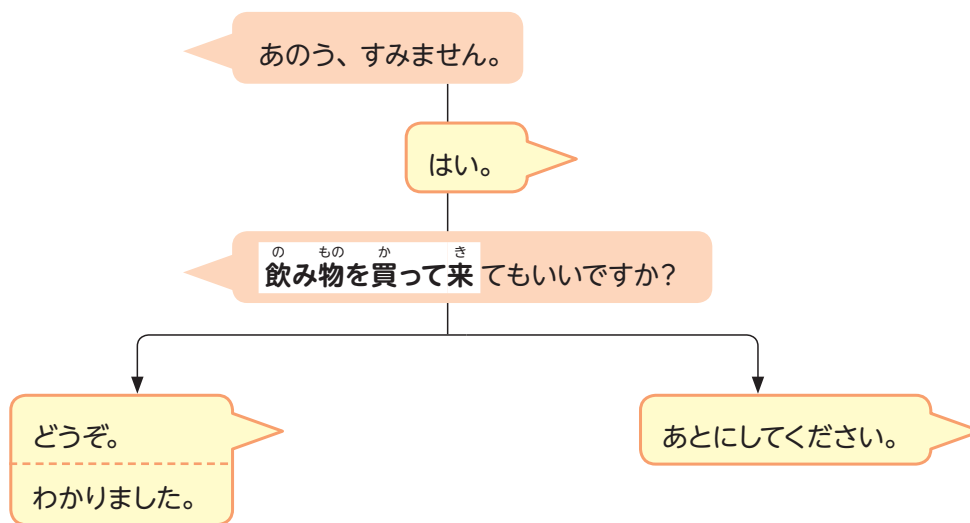 あのう、すみません。
はい。
の もの か き
飲み物を買って来てもいいですか？
どうぞ。
わかりました。
あとにしてください。